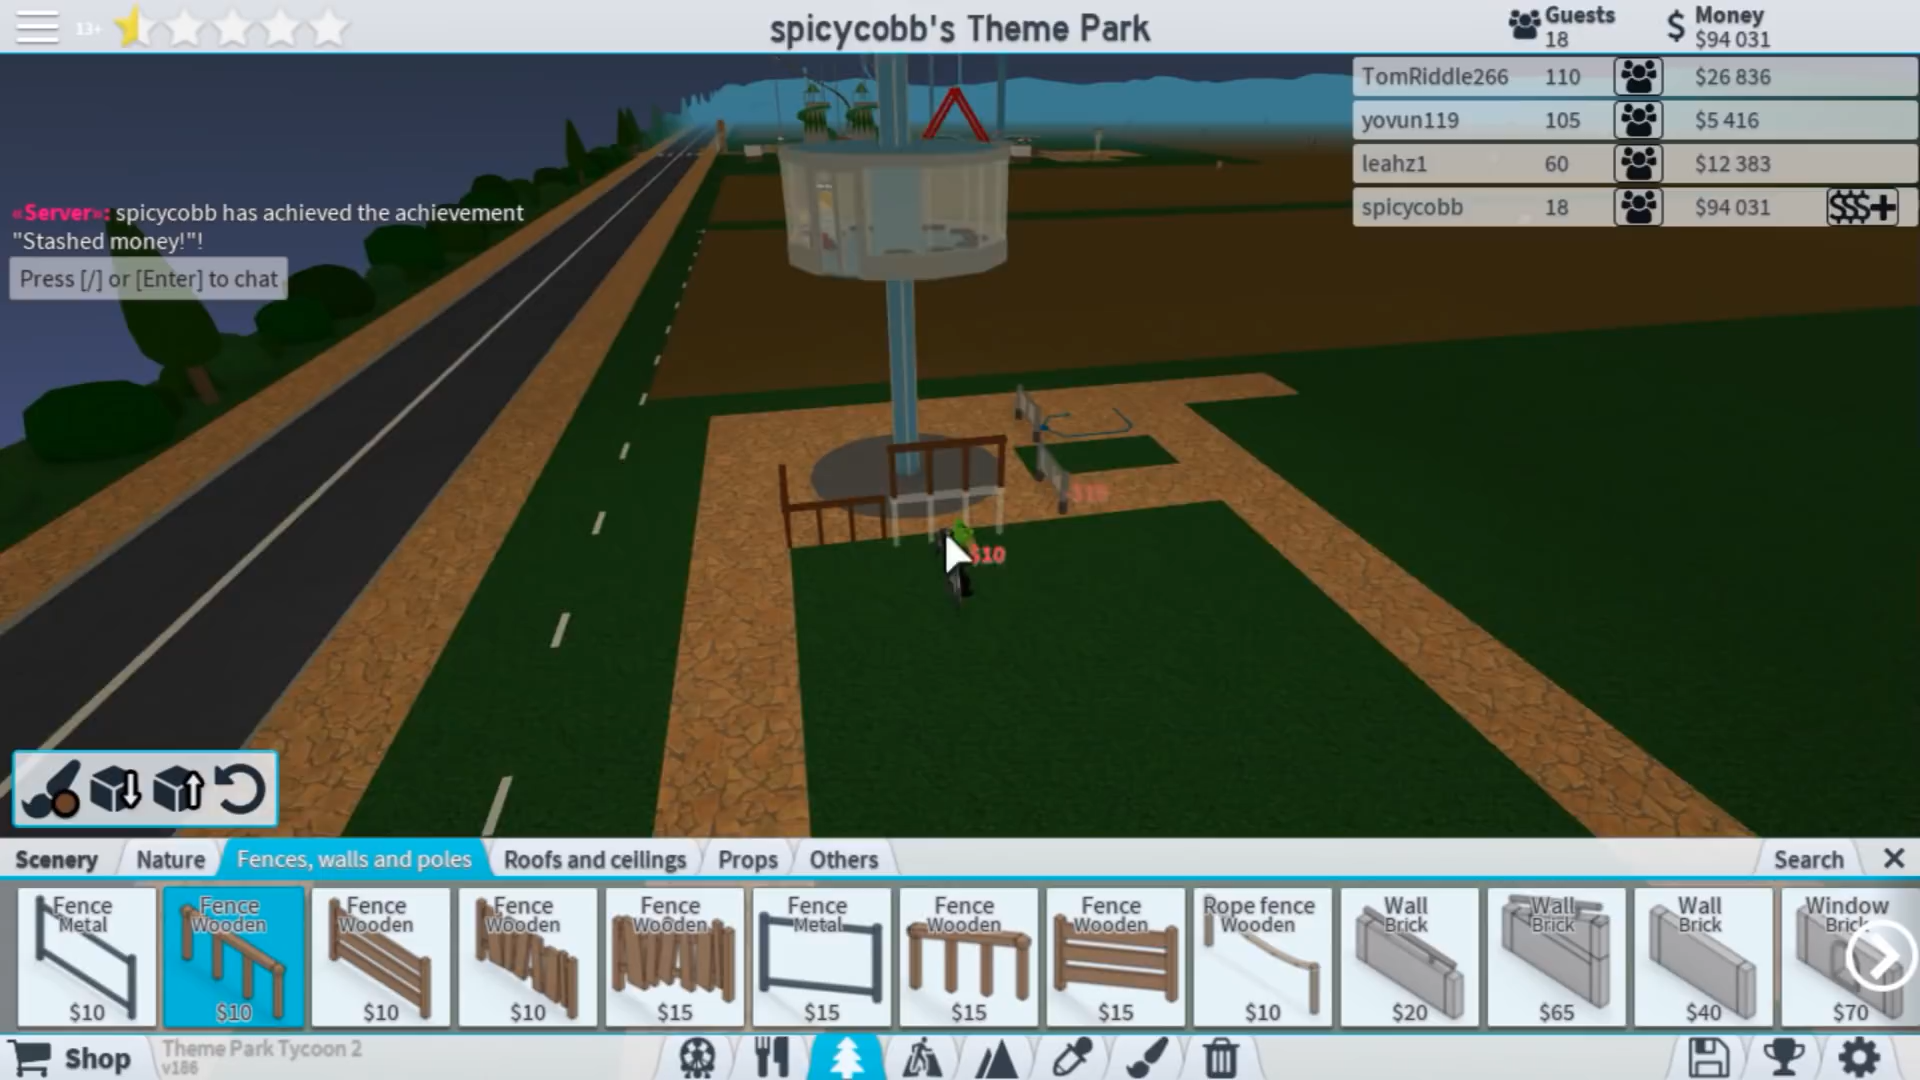 13+
spicycobb's Theme Park
Guests
18
Money
$94 031
TomRiddle266 110 $26 836
yovun119 105 $5 416
leahz1 60 $12 383
spicycobb 18 $94 031 $$$+
«Server»: spicycobb has achieved the achievement
"Stashed money!"!
Press [/] or [Enter] to chat
$10
Scenery Nature Fences, walls and poles Roofs and ceilings Props Others Search ✕
Fence
Metal
$10
Fence
Wooden
$10
Fence
Wooden
$10
Fence
Wooden
$10
Fence
Wooden
$15
Fence
Metal
$15
Fence
Wooden
$15
Fence
Wooden
$15
Rope fence
Wooden
$10
Wall
Brick
$20
Wall
Brick
$65
Wall
Brick
$40
Window
Brick
$70
Shop
Theme Park Tycoon 2
v186